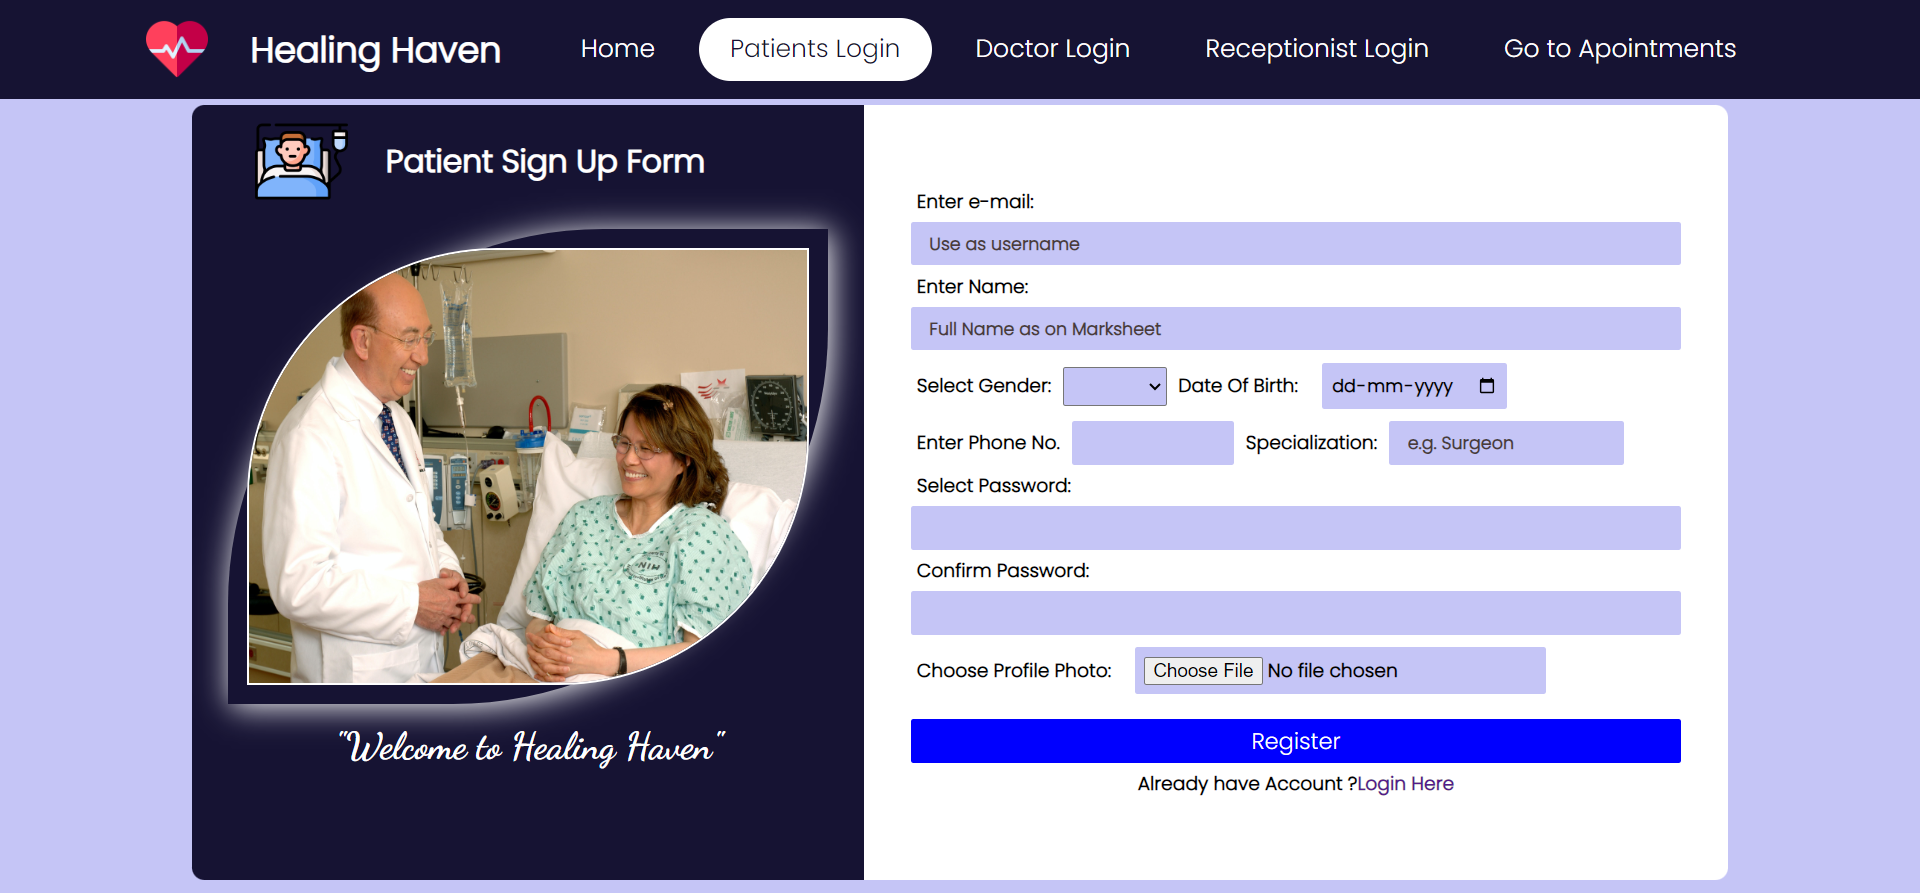 Healing Haven
Home
Patients Login
Doctor Login
Receptionist Login
Go to Apointments
Patient Sign Up Form
"Welcome to Healing Haven"
Enter e-mail:
Use as username
Enter Name:
Full Name as on Marksheet
Select Gender: Date Of Birth: dd-mm-yyyy
Enter Phone No. Specialization: e.g. Surgeon
Select Password:
Confirm Password:
Choose Profile Photo: Choose File No file chosen
Register
Already have Account ?Login Here